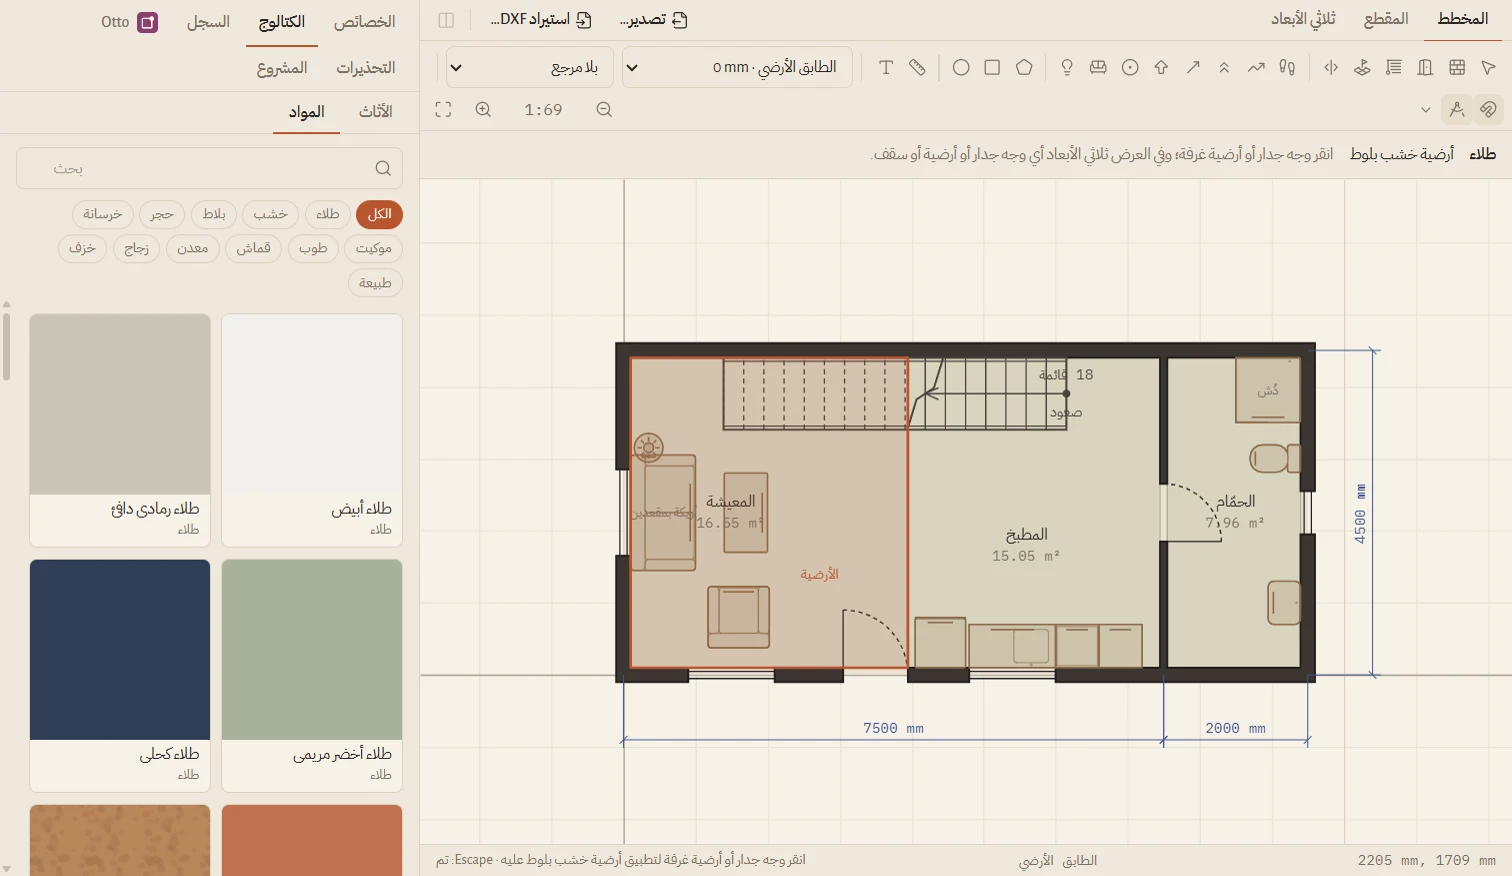 المخطط
المقطع
ثلاثي الأبعاد
تصدير...
استيراد DXF...
الخصائص
الكتالوج
السجل
Otto
التحذيرات
المشروع
الطابق الأرضي · 0 mm
بلا مرجع
1:69
الأثاث
المواد
طلاء
أرضية خشب بلوط
انقر وجه جدار أو أرضية غرفة؛ وفي العرض ثلاثي الأبعاد أي وجه جدار أو أرضية أو سقف.
بحث
الكل
طلاء
خشب
بلاط
حجر
خرسانة
موكيت
طوب
قماش
معدن
زجاج
خزف
طبيعة
طلاء أبيض
طلاء
طلاء رمادي دافئ
طلاء
طلاء أخضر مريمي
طلاء
طلاء كحلي
طلاء
18 قائمة
صعود
دُش
الحمّام
7.96 m²
المعيشة
16.55 m²
أريكة بمقعدين
المطبخ
15.05 m²
الأرضية
4500 mm
7500 mm
2000 mm
2205 mm, 1709 mm
الطابق الأرضي
انقر وجه جدار أو أرضية غرفة لتطبيق أرضية خشب بلوط عليه · Escape: تم